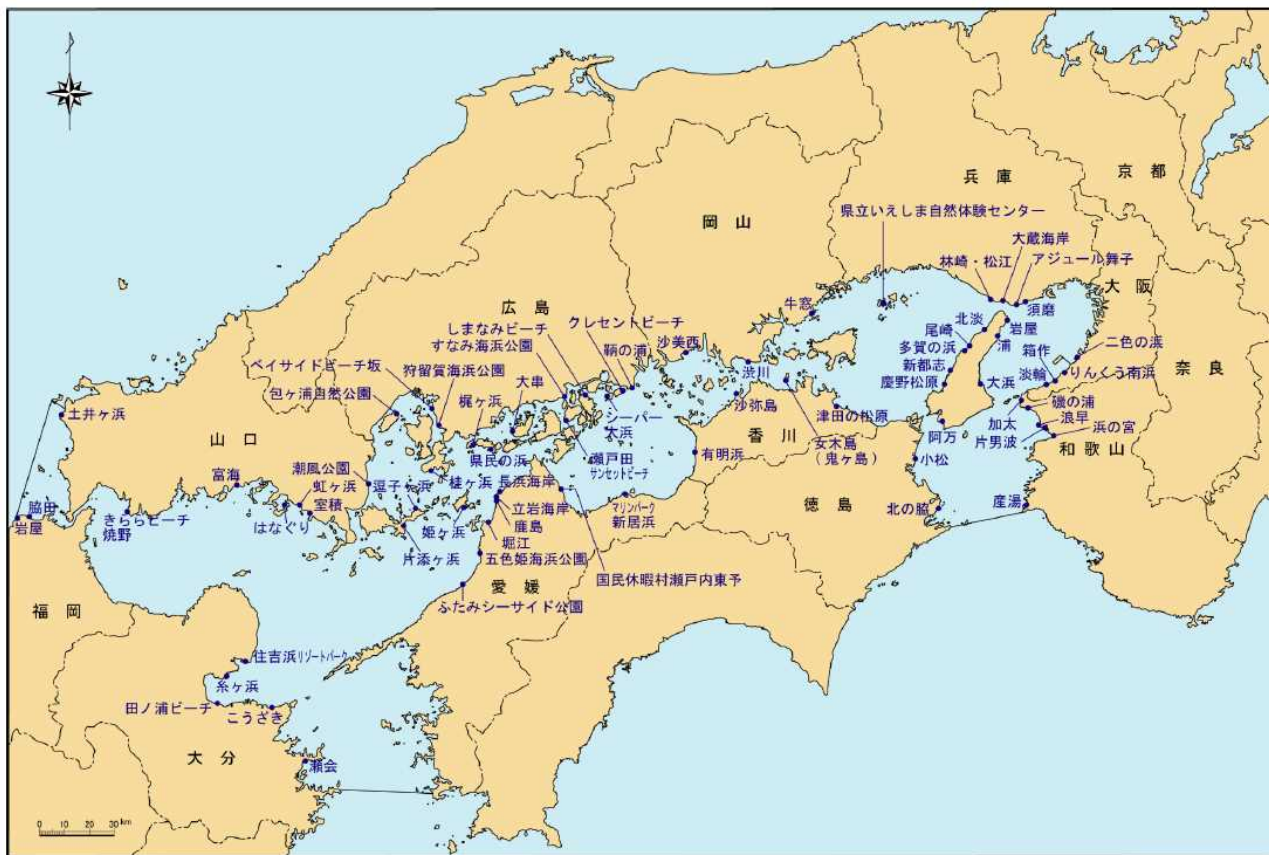 兵 庫
京 都
県立いえしま自然体験センター
岡 山
大蔵海岸
林崎・松江
アジュール舞子
大 阪
広 島
クレセントビーチ
牛窓
須磨
しまなみビーチ
すなみ海浜公園
鞆の浦
沙美西
北淡
尾崎
岩屋
浦
多賀の浜
箱作
二色の浜
ベイサイドビーチ坂
狩留賀海浜公園
新都志
淡輪
りんくう南浜
奈 良
包ヶ浦自然公園
大串
渋川
慶野松原
大浜
梶ヶ浜
シーパー
大浜
沙弥島
津田の松原
磯の浦
加太
浪早
浜の宮
土井ヶ浜
山 口
瀬戸田
サンセットビーチ
香 川
女木島
(鬼ヶ島)
阿万
片男波
和歌山
県民の浜
有明浜
小松
富海
潮風公園
虹ヶ浜
逗子ヶ浜
桂ヶ浜
長浜海岸
室積
脇田
きららビーチ
焼野
岩屋
はなぐり
姫ヶ浜
立岩海岸
鹿島
マリンパーク
新居浜
徳 島
北の脇
産湯
片添ヶ浜
堀江
五色姫海浜公園
国民休暇村瀬戸内東予
愛 媛
ふたみシーサイド公園
福 岡
住吉浜リゾートパーク
糸ヶ浜
田ノ浦ビーチ
こうざき
大 分
瀬会
0 10 20 30 km